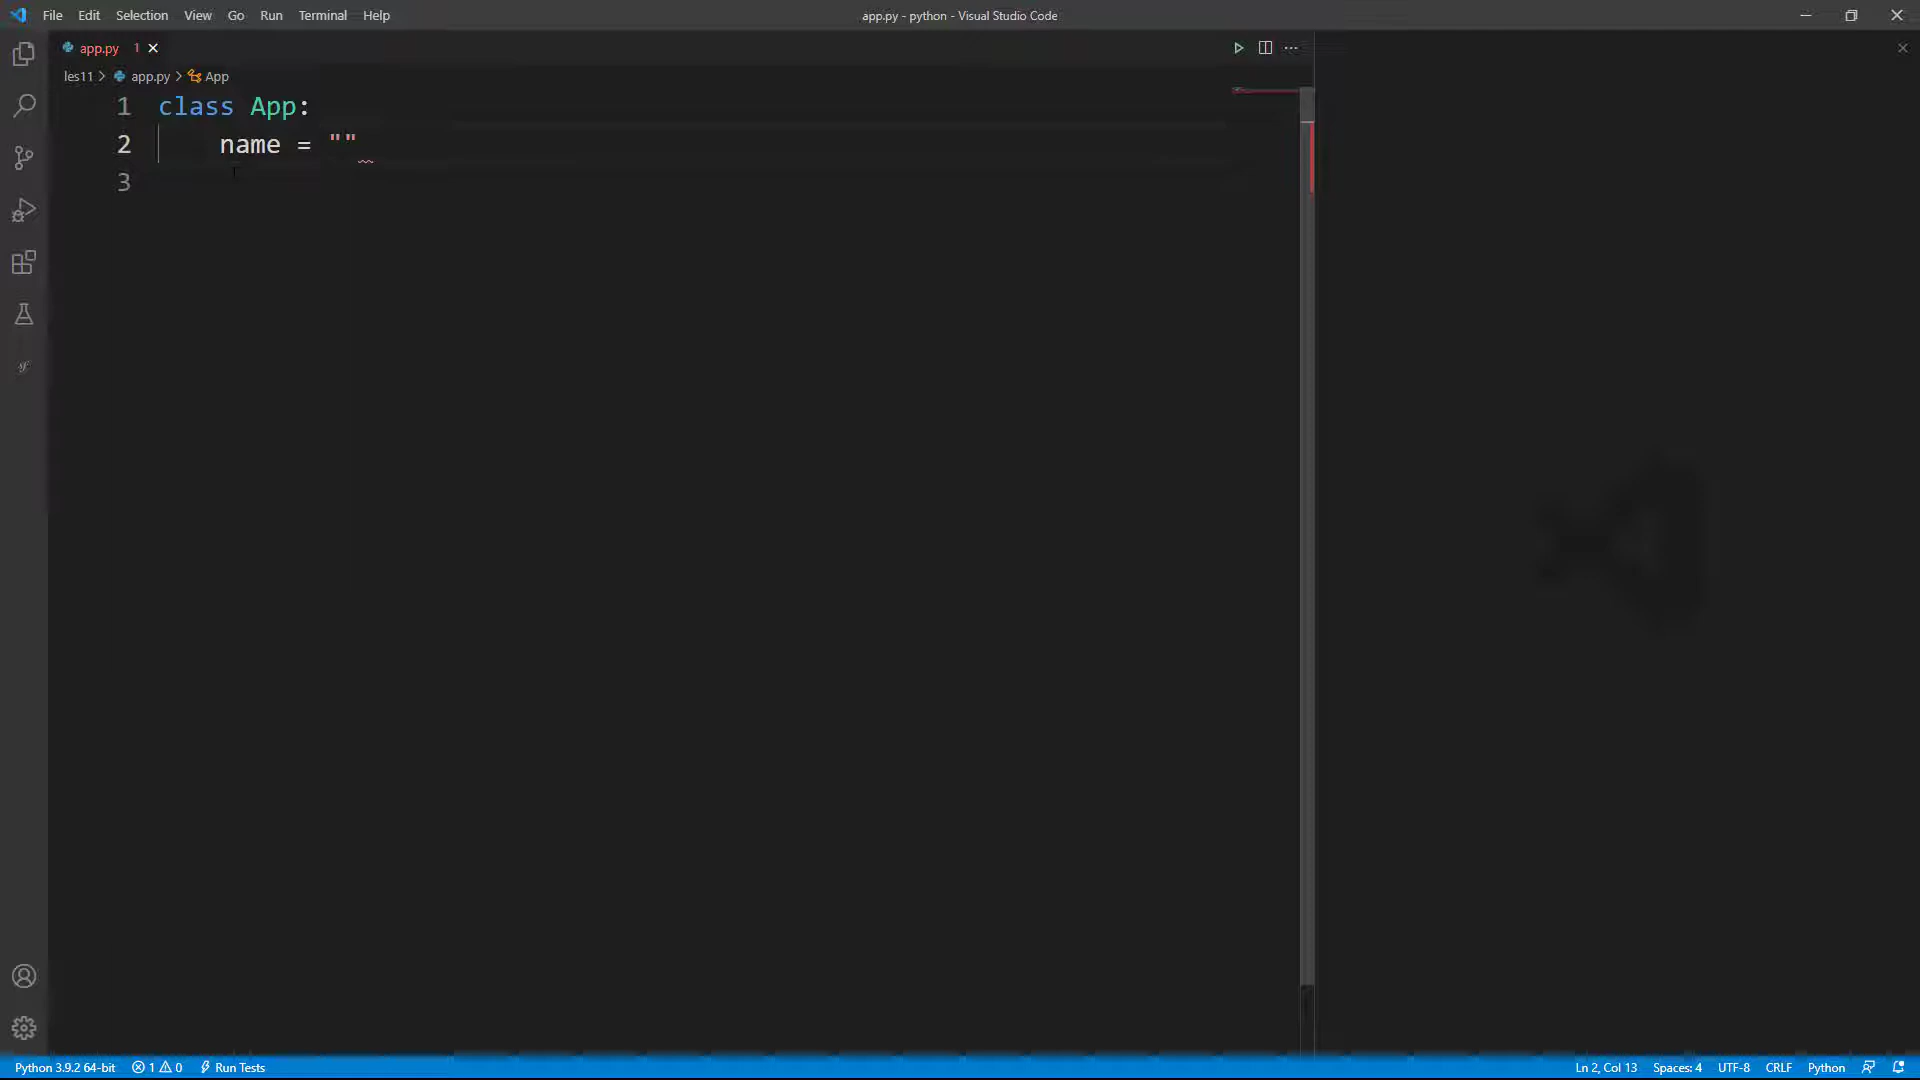 File Edit Selection View Go Run Terminal Help
app.py - python - Visual Studio Code
app.py 1
les11 > app.py > App
1 class App:
2 name = ""
3
Python 3.9.2 64-bit 1 0 Run Tests
Ln 2, Col 13 Spaces: 4 UTF-8 CRLF Python